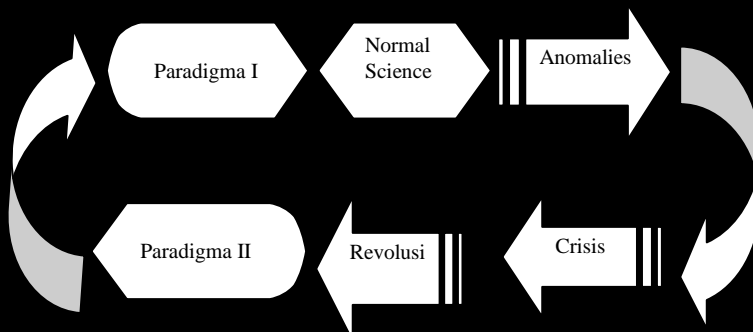 Paradigma I
Normal
Science
Anomalies
Paradigma II
Revolusi
Crisis